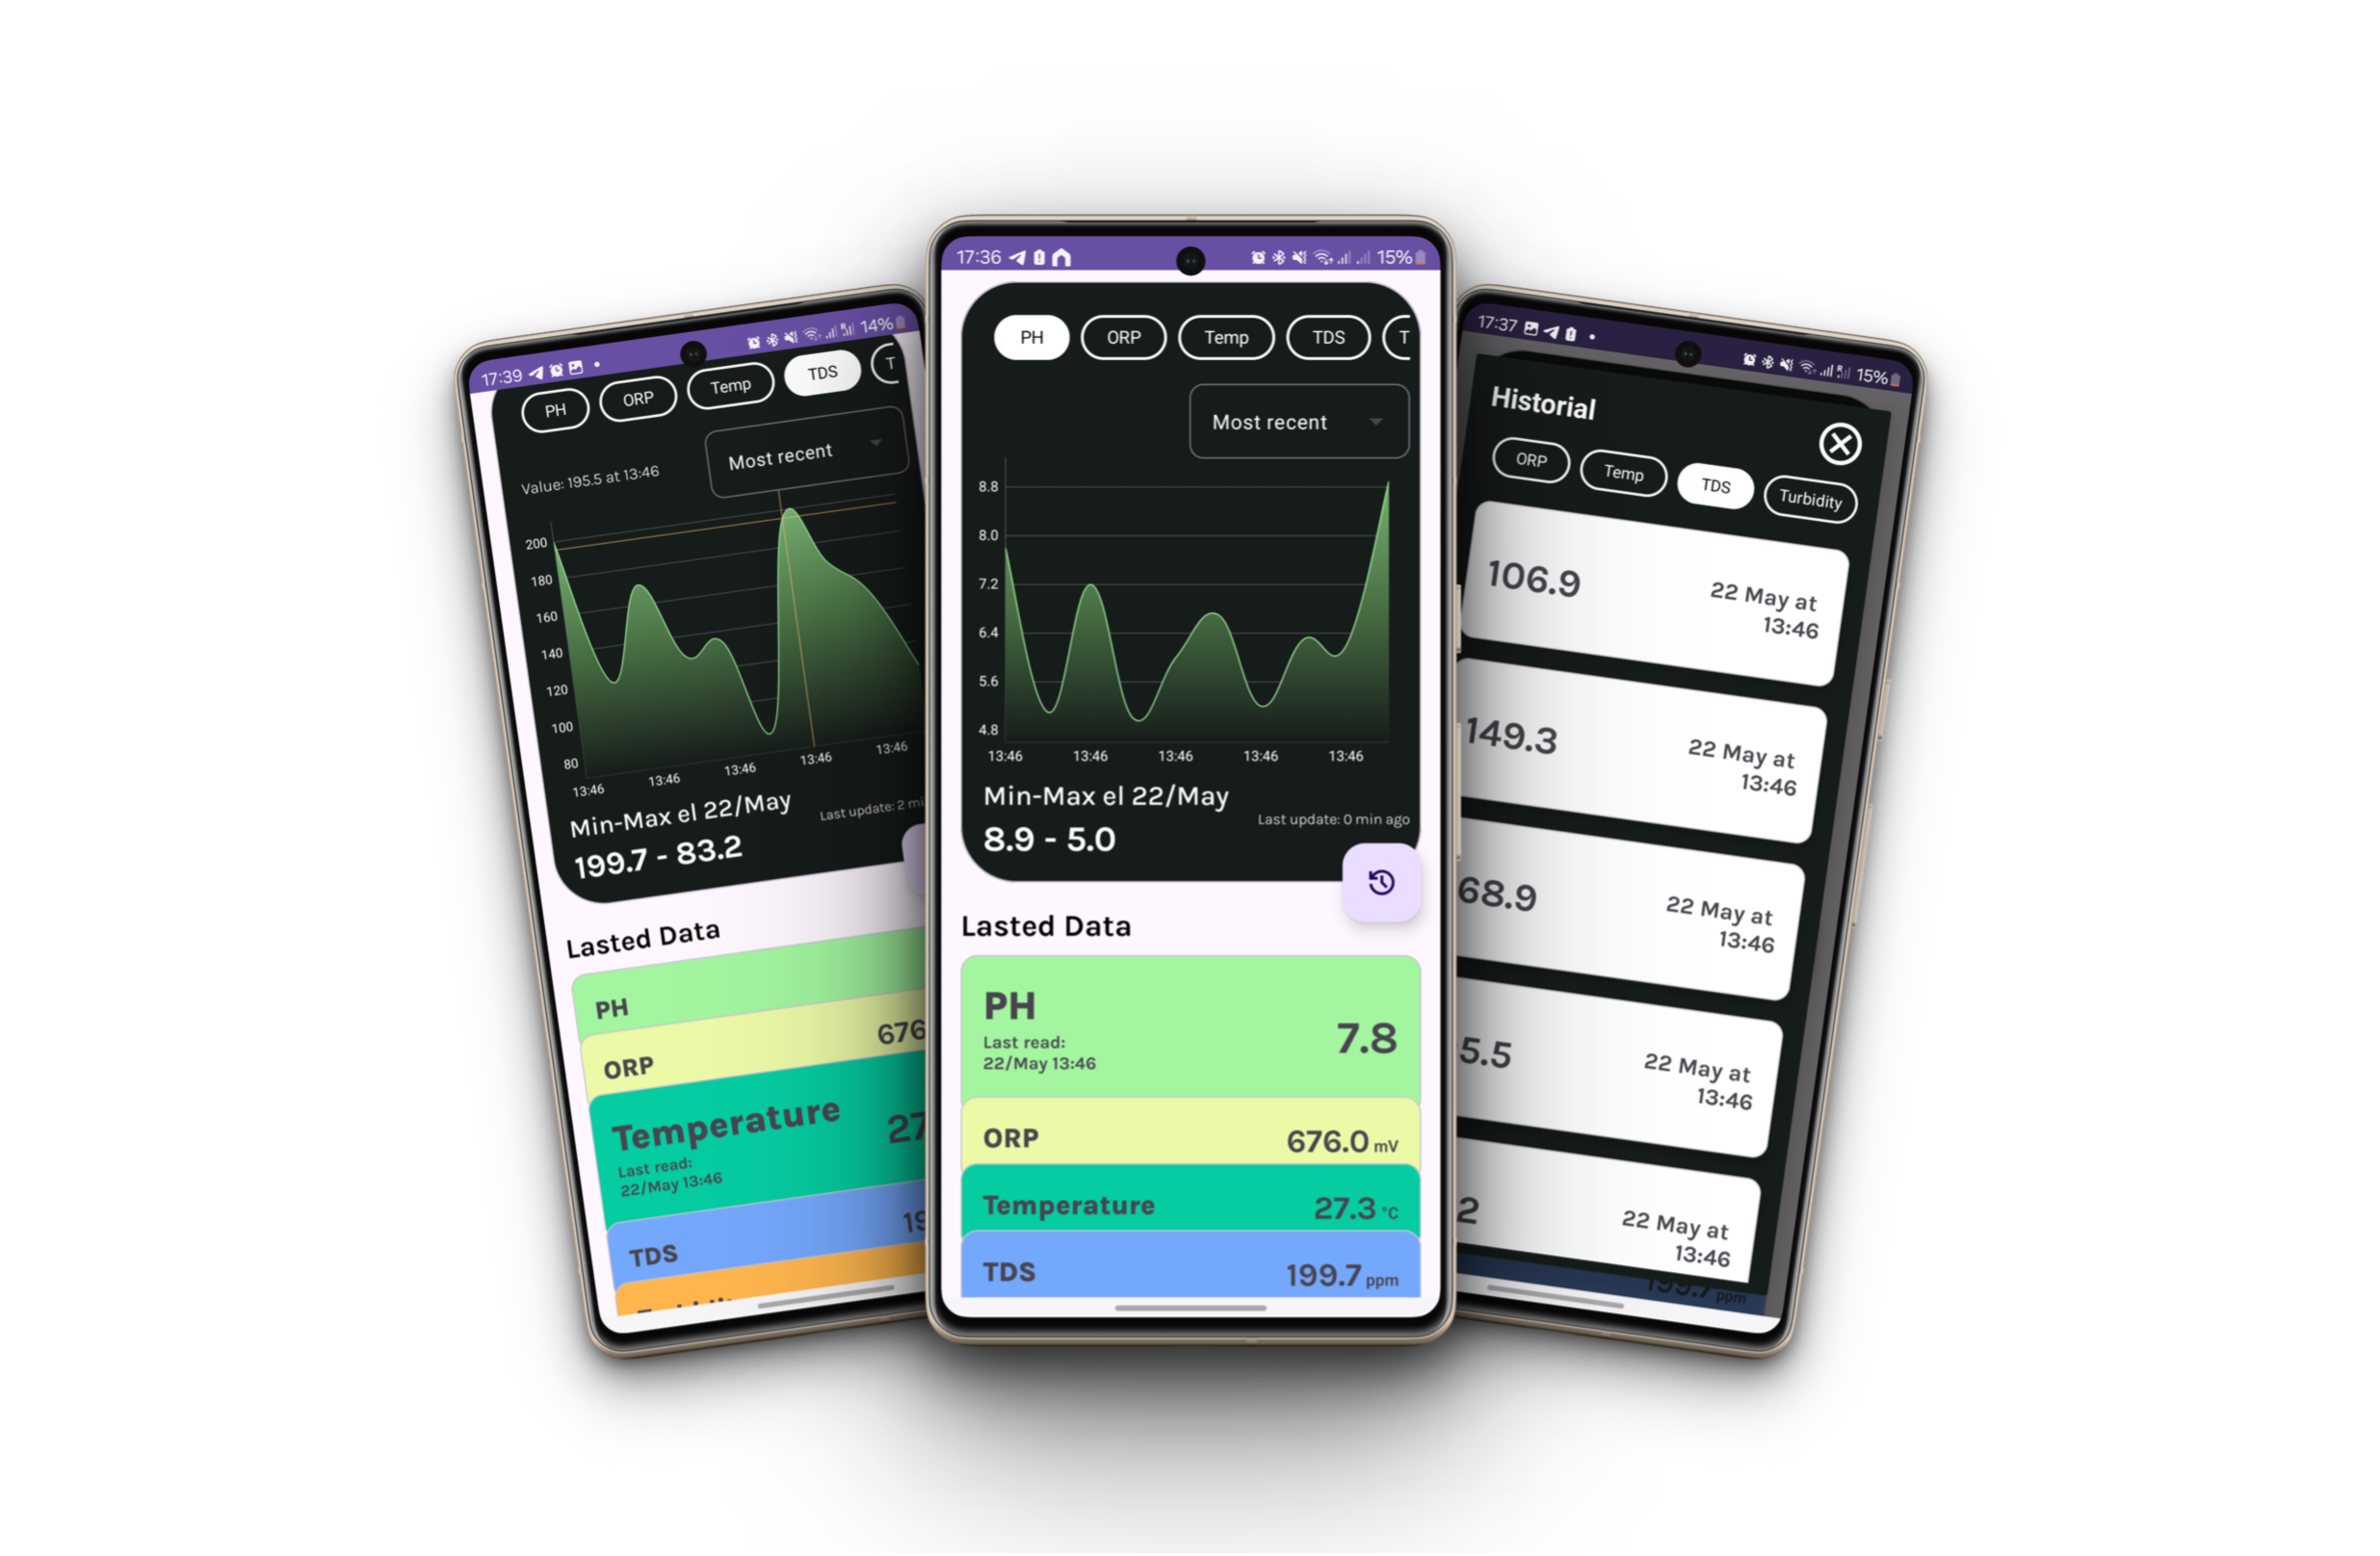 17:39
14%
PH
ORP
Temp
TDS
T
Value: 195.5 at 13:46
Most recent
200
180
160
140
120
100
80
13:46
13:46
13:46
13:46
13:46
Min-Max el 22/May
199.7 - 83.2
Last update: 2 mi
Lasted Data
PH
ORP
676
Temperature
27
Last read:
22/May 13:46
TDS
19
17:36
15%
PH
ORP
Temp
TDS
T
Most recent
8.8
8.0
7.2
6.4
5.6
4.8
13:46
13:46
13:46
13:46
13:46
Min-Max el 22/May
8.9 - 5.0
Last update: 0 min ago
Lasted Data
PH
Last read:
22/May 13:46
7.8
ORP
676.0 mV
Temperature
27.3 °C
TDS
199.7 ppm
17:37
15%
Historial
ORP
Temp
TDS
Turbidity
106.9
22 May at
13:46
149.3
22 May at
13:46
68.9
22 May at
13:46
5.5
22 May at
13:46
2
22 May at
13:46
199.7 ppm